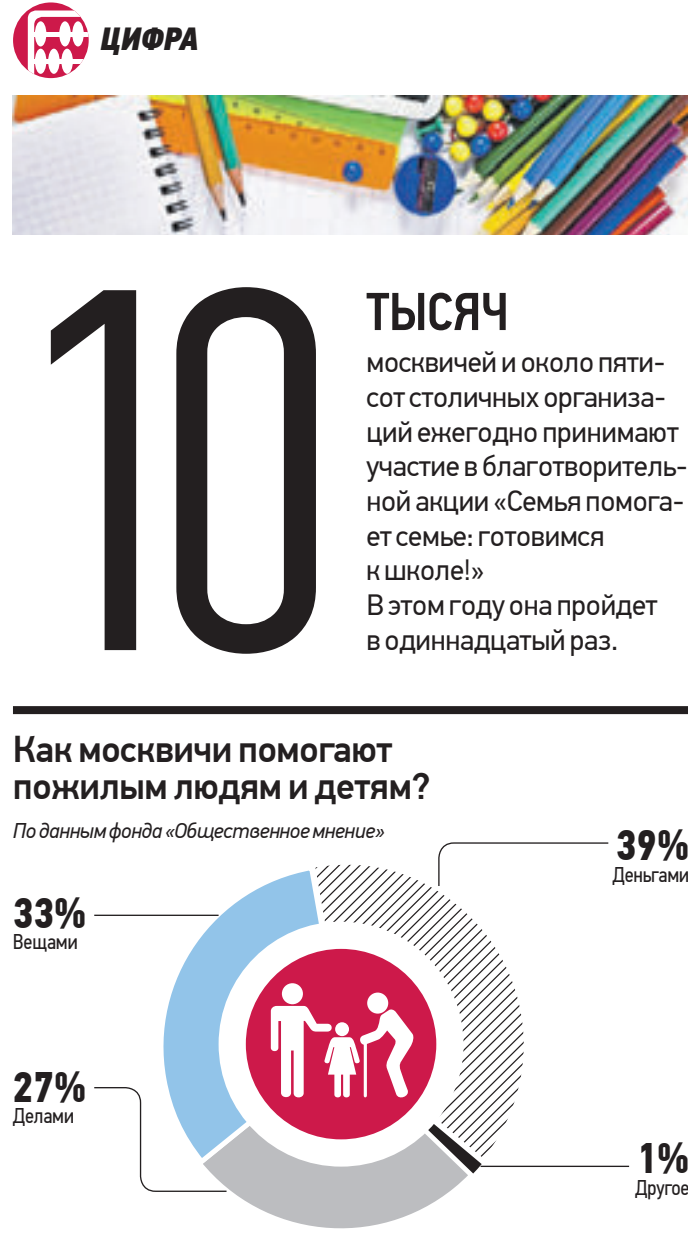 ЦИФРА
10
ТЫСЯЧ
москвичей и около пяти-
сот столичных организа-
ций ежегодно принимают
участие в благотворитель-
ной акции «Семья помога-
ет семье: готовимся
к школе!»
В этом году она пройдет
в одиннадцатый раз.
Как москвичи помогают
пожилым людям и детям?
По данным фонда «Общественное мнение»
39%
Деньгами
33%
Вещами
27%
Делами
1%
Другое